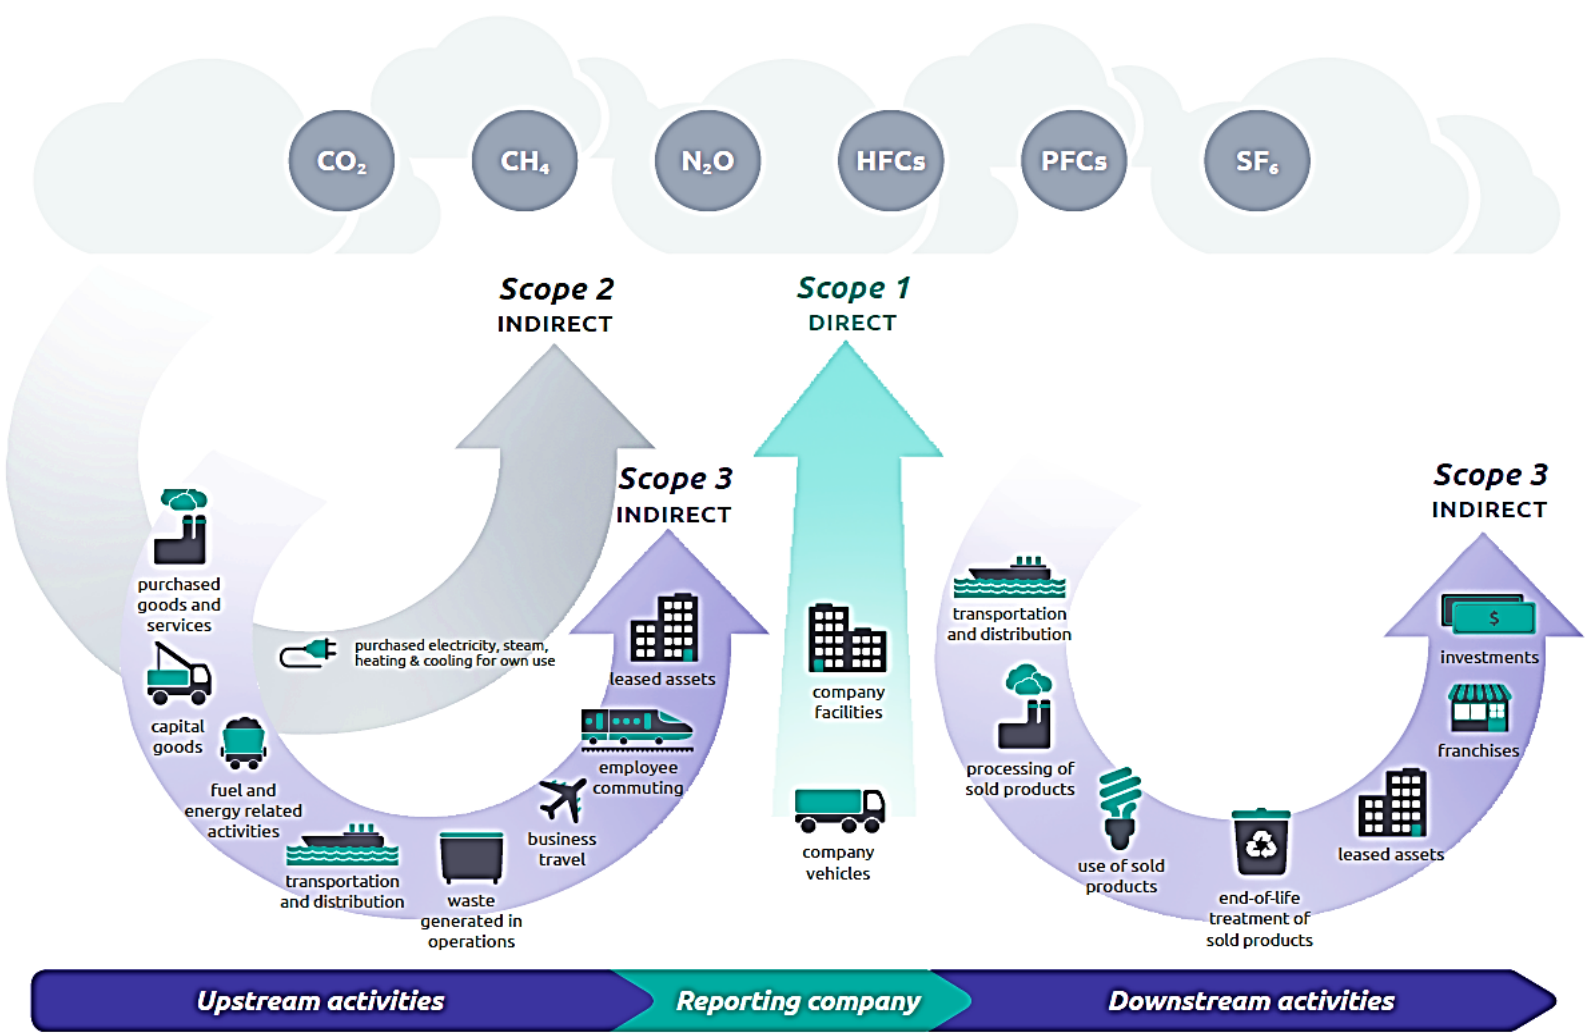 CO₂
CH₄
N₂O
HFCs
PFCs
SF₆
Scope 2
INDIRECT
Scope 1
DIRECT
Scope 3
INDIRECT
Scope 3
INDIRECT
purchased
goods and
services
capital
goods
fuel and
energy related
activities
transportation
and distribution
waste
generated in
operations
business
travel
employee
commuting
leased assets
purchased electricity, steam,
heating & cooling for own use
company
facilities
company
vehicles
transportation
and distribution
processing of
sold products
use of sold
products
end-of-life
treatment of
sold products
leased assets
franchises
$
investments
Upstream activities
Reporting company
Downstream activities